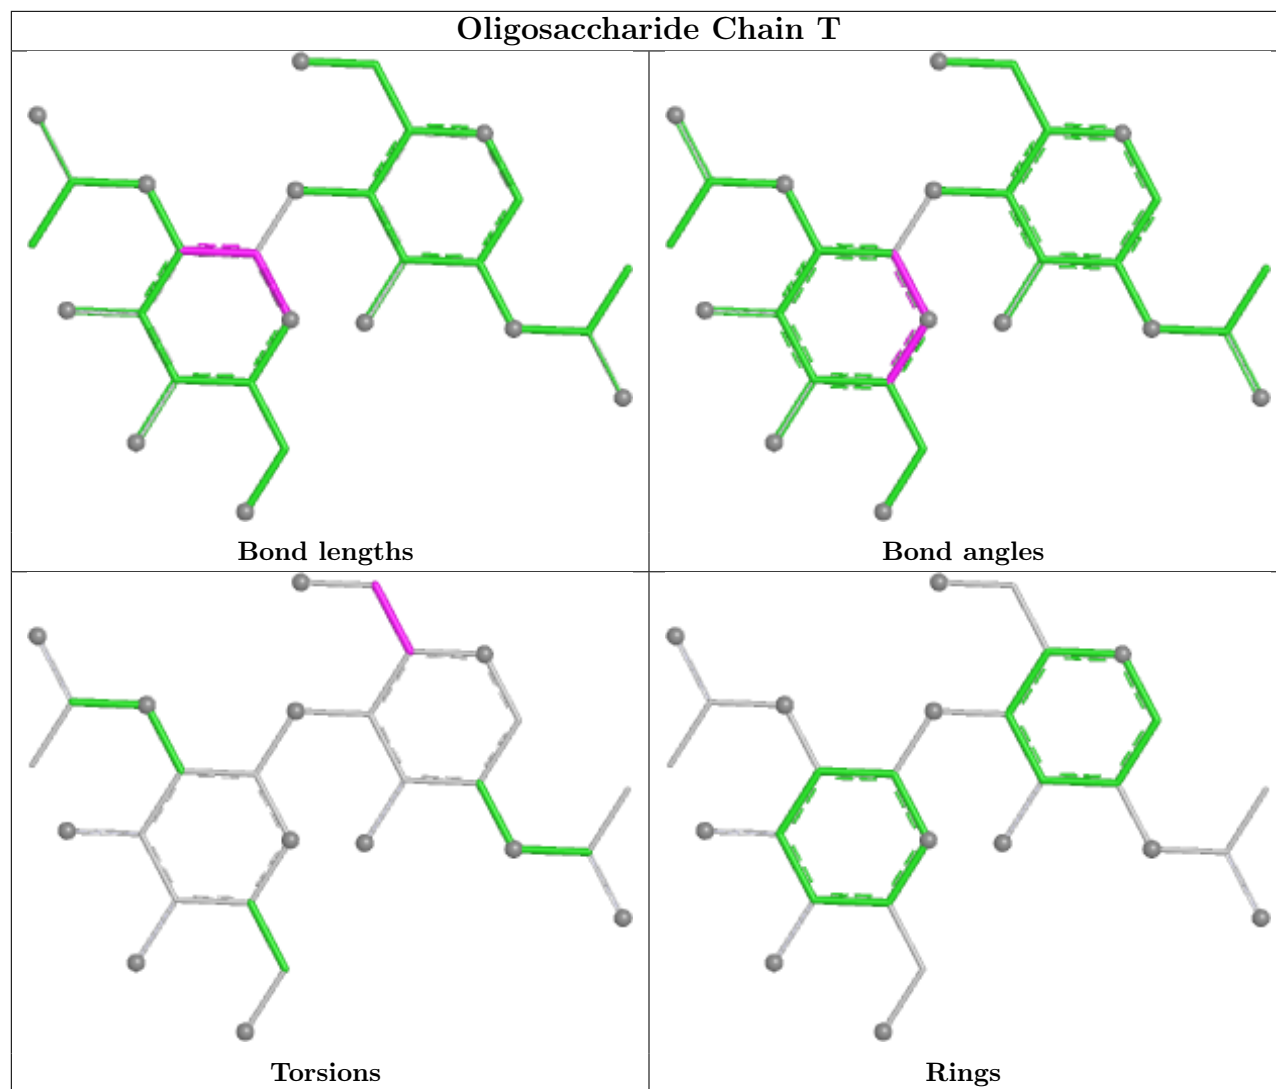 Oligosaccharide Chain T
Bond lengths
Bond angles
Torsions
Rings